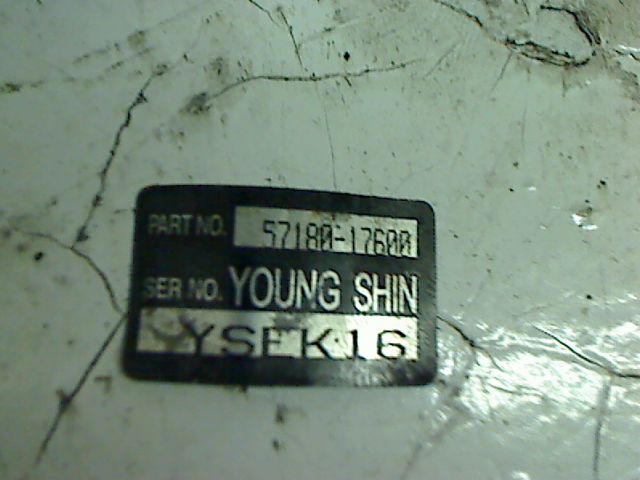 PART NO. 57180-17600
SER NO. YOUNG SHIN
YSFK16